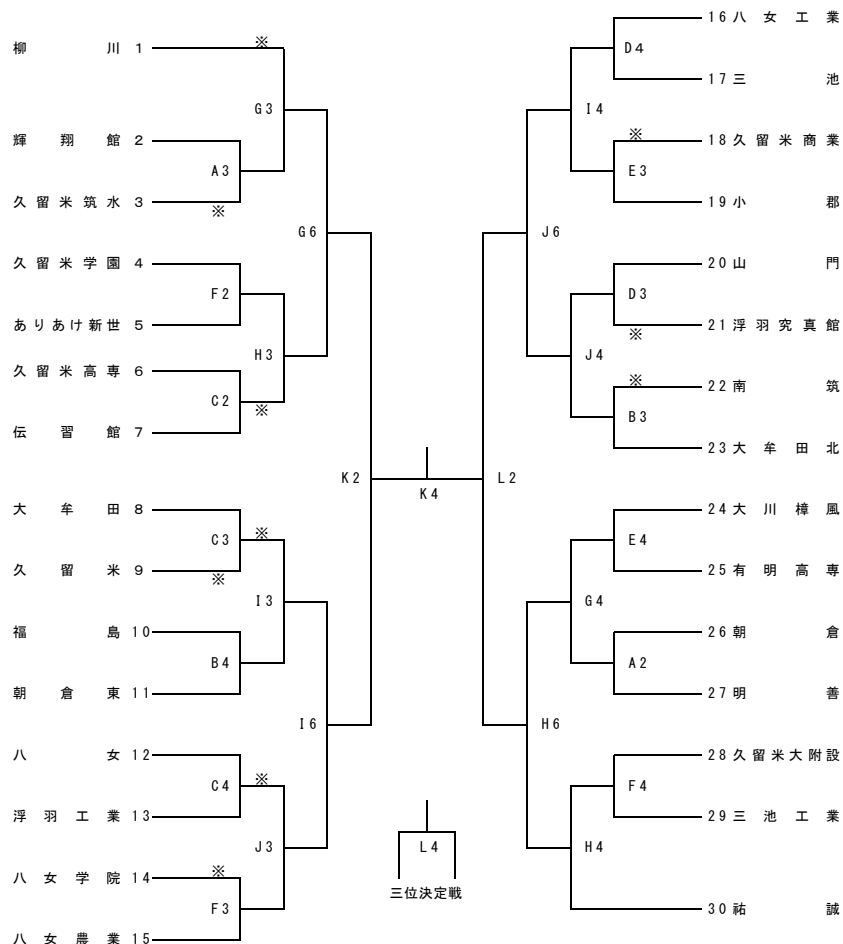 柳川 1
※
G3
輝翔館 2
A3
久留米筑水 3
※
G6
久留米学園 4
F2
ありあけ新世 5
H3
久留米高専 6
C2
※
伝習館 7
K2
大牟田 8
C3
※
久留米 9
※
I3
福島 10
B4
朝倉東 11
I6
八女 12
C4
※
浮羽工業 13
J3
八女学院 14
※
F3
八女農業 15
K4
L4
三位決定戦
16 八女工業
D4
17 三池
I4
※
18 久留米商業
E3
19 小郡
J6
20 山門
D3
21 浮羽究真館
※
J4
※
22 南筑
B3
23 大牟田北
L2
24 大川樟風
E4
25 有明高専
G4
26 朝倉
A2
27 明善
H6
28 久留米大附設
F4
29 三池工業
H4
30 祐誠